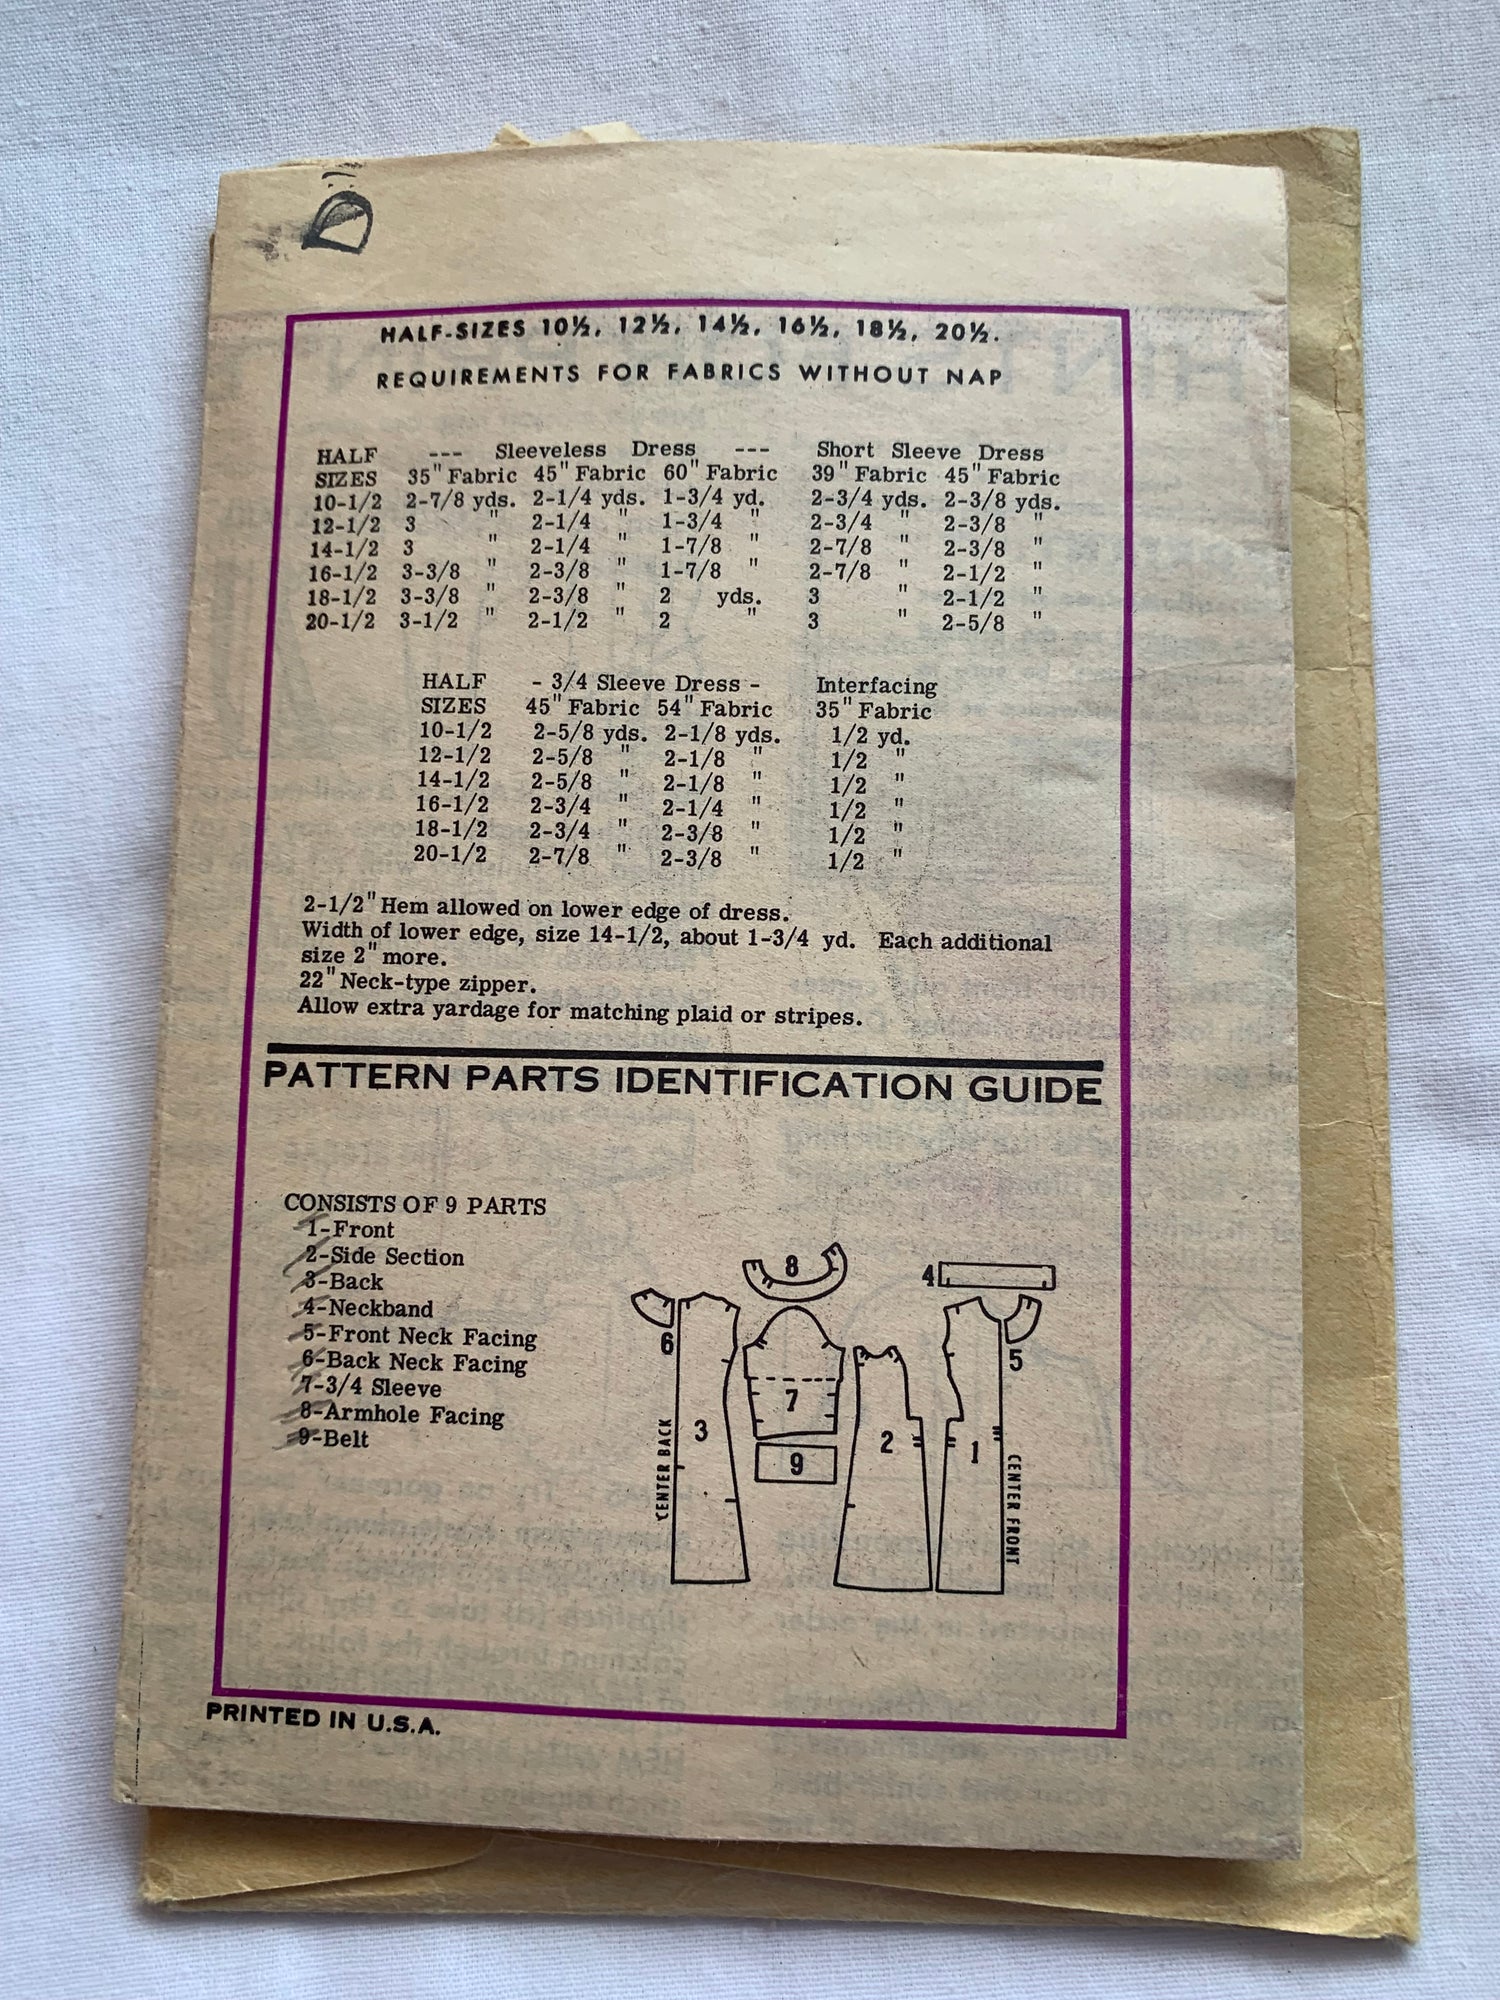 HALF-SIZES 10½, 12½, 14½, 16½, 18½, 20½.
REQUIREMENTS FOR FABRICS WITHOUT NAP
HALF --- Sleeveless Dress --- Short Sleeve Dress
SIZES 35" Fabric 45" Fabric 60" Fabric 39" Fabric 45" Fabric
10-1/2 2-7/8 yds. 2-1/4 yds. 1-3/4 yd. 2-3/4 yds. 2-3/8 yds.
12-1/2 3 " 2-1/4 " 1-3/4 " 2-3/4 " 2-3/8 "
14-1/2 3 " 2-1/4 " 1-7/8 " 2-7/8 " 2-3/8 "
16-1/2 3-3/8 " 2-3/8 " 1-7/8 " 2-7/8 " 2-1/2 "
18-1/2 3-3/8 " 2-3/8 " 2 yds. 3 " 2-1/2 "
20-1/2 3-1/2 " 2-1/2 " 2 " 3 " 2-5/8 "
HALF - 3/4 Sleeve Dress - Interfacing
SIZES 45" Fabric 54" Fabric 35" Fabric
10-1/2 2-5/8 yds. 2-1/8 yds. 1/2 yd.
12-1/2 2-5/8 " 2-1/8 " 1/2 "
14-1/2 2-5/8 " 2-1/8 " 1/2 "
16-1/2 2-3/4 " 2-1/4 " 1/2 "
18-1/2 2-3/4 " 2-3/8 " 1/2 "
20-1/2 2-7/8 " 2-3/8 " 1/2 "
2-1/2" Hem allowed on lower edge of dress.
Width of lower edge, size 14-1/2, about 1-3/4 yd. Each additional
size 2" more.
22" Neck-type zipper.
Allow extra yardage for matching plaid or stripes.
PATTERN PARTS IDENTIFICATION GUIDE
CONSISTS OF 9 PARTS
1-Front
2-Side Section
3-Back
4-Neckband
5-Front Neck Facing
6-Back Neck Facing
7-3/4 Sleeve
8-Armhole Facing
9-Belt
8
4
6
5
7
3
2
1
9
CENTER BACK
CENTER FRONT
PRINTED IN U.S.A.